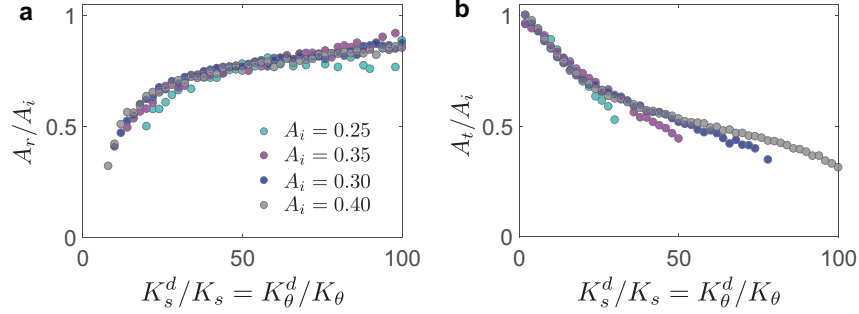 a
1
0.5
0
A_r/A_i
A_i = 0.25
A_i = 0.35
A_i = 0.30
A_i = 0.40
0 50 100
K_s^d/K_s = K_θ^d/K_θ
b
1
0.5
0
A_t/A_i
0 50 100
K_s^d/K_s = K_θ^d/K_θ